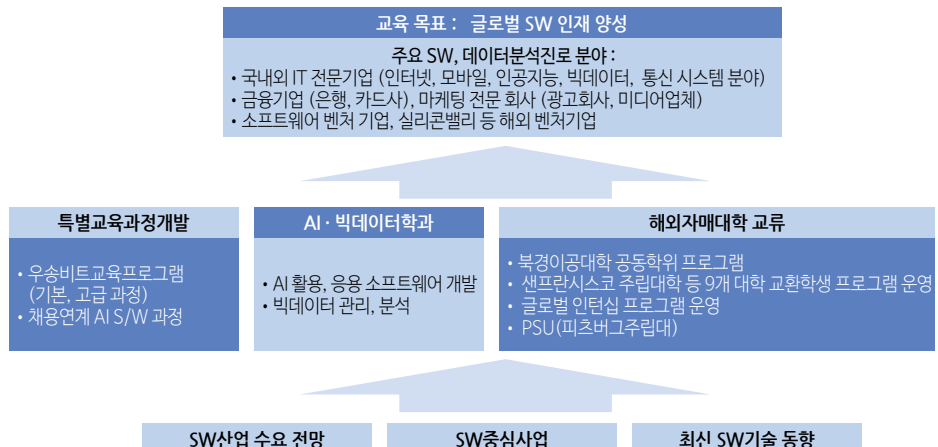 교육 목표 : 글로벌 SW 인재 양성
주요 SW, 데이터분석진로 분야 :
• 국내외 IT 전문기업 (인터넷, 모바일, 인공지능, 빅데이터, 통신 시스템 분야)
• 금융기업 (은행, 카드사), 마케팅 전문 회사 (광고회사, 미디어업체)
• 소프트웨어 벤처 기업, 실리콘밸리 등 해외 벤처기업
특별교육과정개발
• 우송비트교육프로그램
(기본, 고급 과정)
• 채용연계 AI S/W 과정
AI · 빅데이터학과
• AI 활용, 응용 소프트웨어 개발
• 빅데이터 관리, 분석
해외자매대학 교류
• 북경이공대학 공동학위 프로그램
• 샌프란시스코 주립대학 등 9개 대학 교환학생 프로그램 운영
• 글로벌 인턴십 프로그램 운영
• PSU(피츠버그주립대)
SW산업 수요 전망
SW중심사업
최신 SW기술 동향